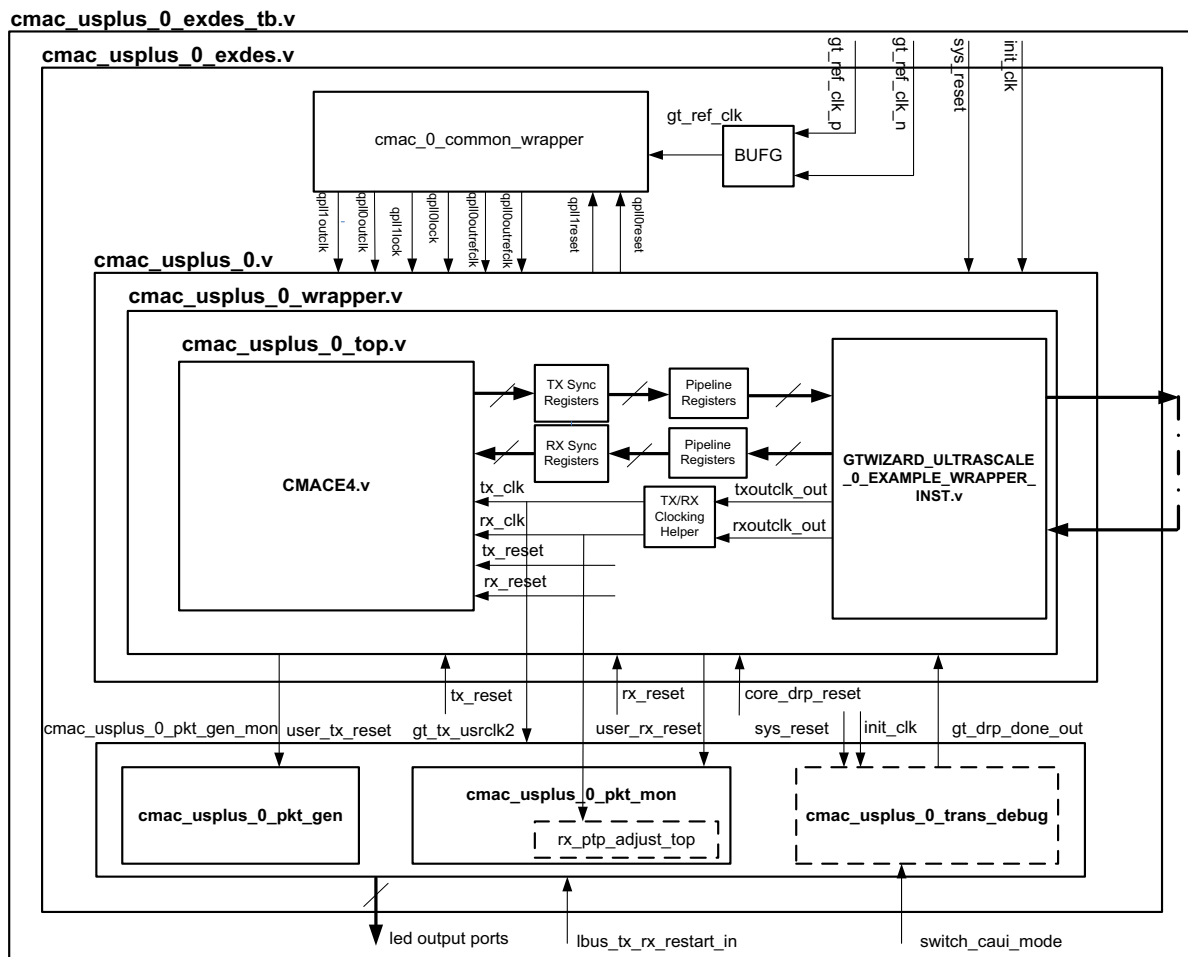 cmac_usplus_0_exdes_tb.v
cmac_usplus_0_exdes.v
gt_ref_clk_p
gt_ref_clk_n
sys_reset
init_clk
cmac_0_common_wrapper
gt_ref_clk
BUFG
qpll1outclk
qpll0outclk
qpll1lock
qpll0lock
qpll0outrefclk
qpll0outrefclk
qpll1reset
qpll0reset
cmac_usplus_0.v
cmac_usplus_0_wrapper.v
cmac_usplus_0_top.v
CMACE4.v
TX Sync
Registers
Pipeline
Registers
RX Sync
Registers
Pipeline
Registers
GTWIZARD_ULTRASCALE
_0_EXAMPLE_WRAPPER_
INST.v
tx_clk
rx_clk
tx_reset
rx_reset
TX/RX
Clocking
Helper
txoutclk_out
rxoutclk_out
tx_reset
rx_reset
core_drp_reset
cmac_usplus_0_pkt_gen_mon
user_tx_reset
gt_tx_usrclk2
user_rx_reset
sys_reset
init_clk
gt_drp_done_out
cmac_usplus_0_pkt_gen
cmac_usplus_0_pkt_mon
rx_ptp_adjust_top
cmac_usplus_0_trans_debug
led output ports
lbus_tx_rx_restart_in
switch_caui_mode